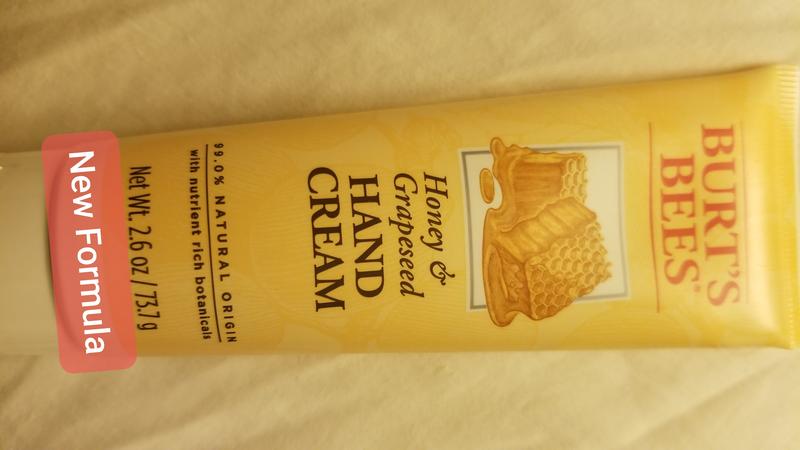 BURT'S
BEES®
Honey &
Grapeseed
HAND
CREAM
99.0% NATURAL ORIGIN
with nutrient rich botanicals
Net Wt. 2.6 oz / 73.7 g
New Formula